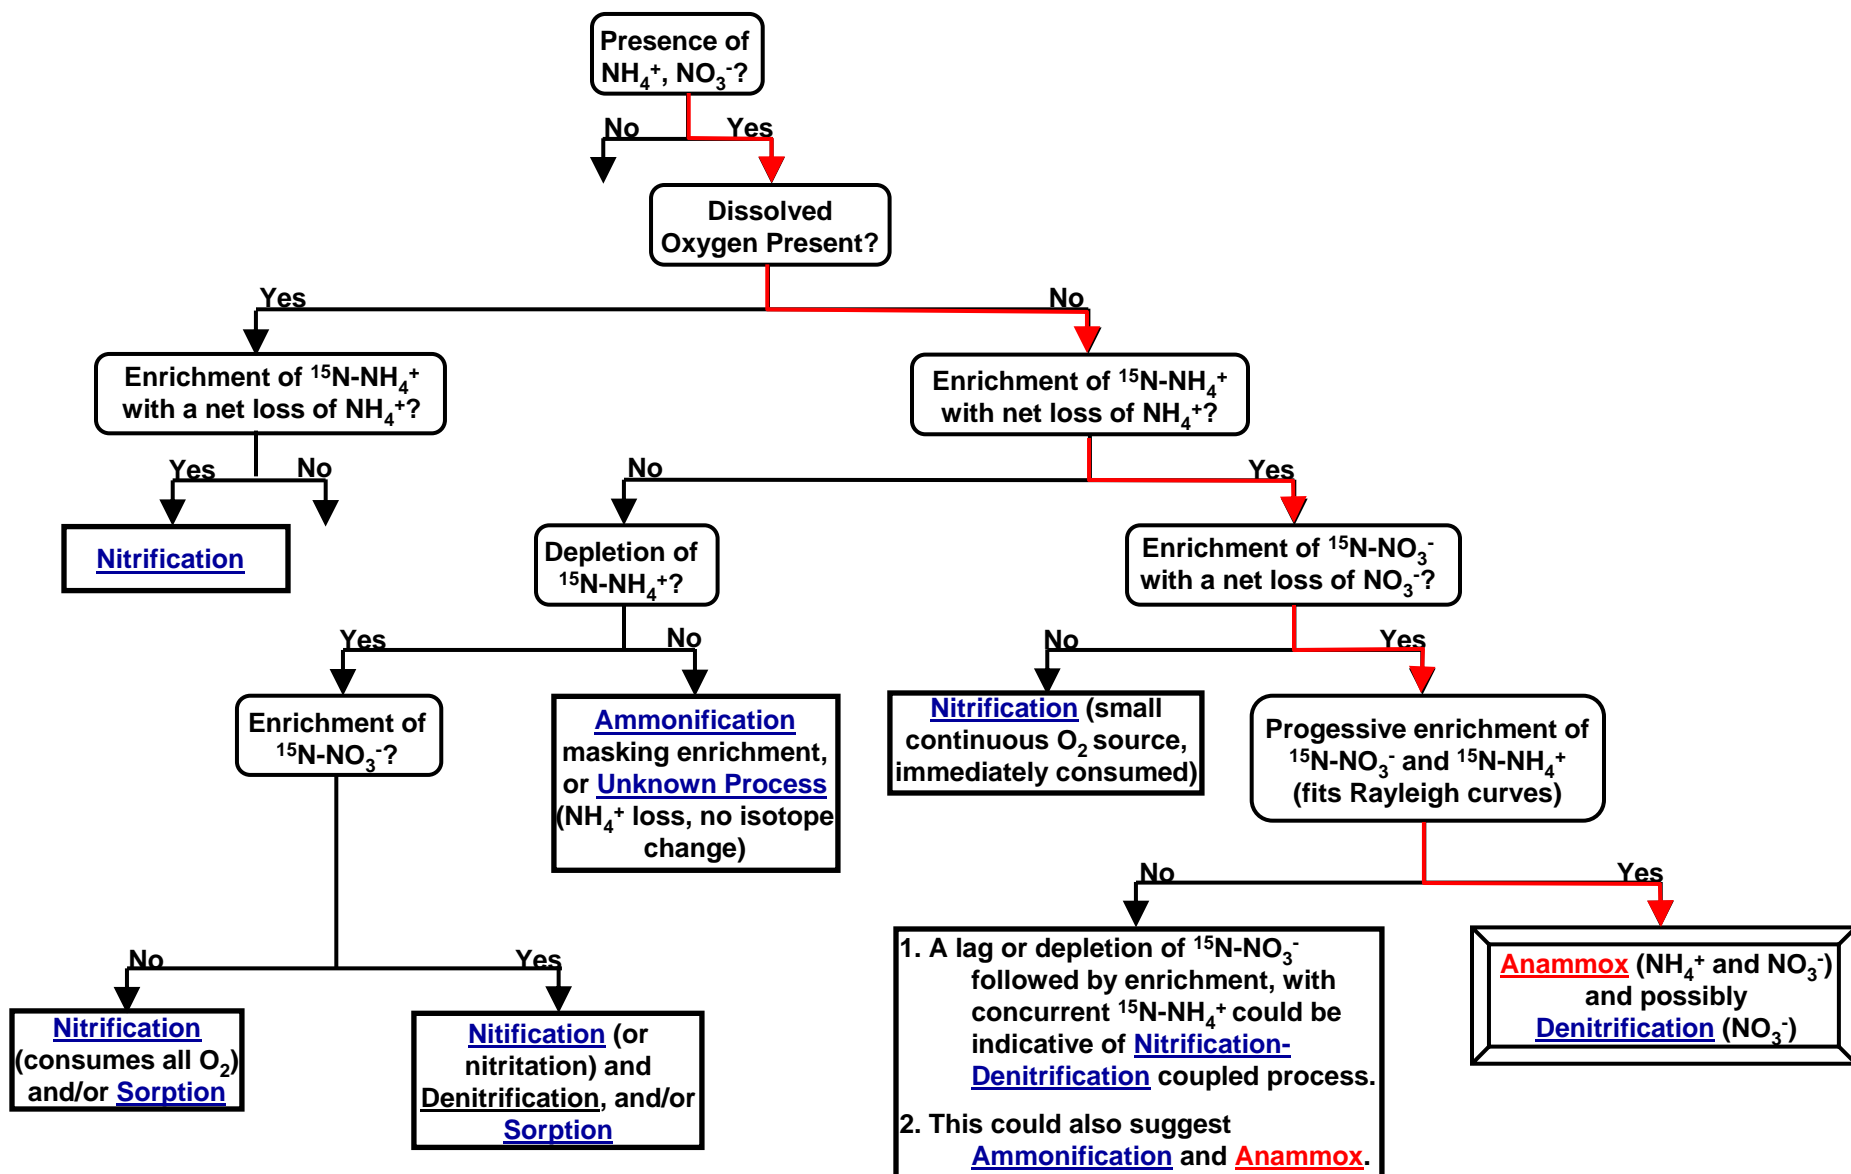 Presence of
NH₄⁺, NO₃⁻?
No
Yes
Dissolved
Oxygen Present?
Yes
No
Enrichment of ¹⁵N-NH₄⁺
with a net loss of NH₄⁺?
Enrichment of ¹⁵N-NH₄⁺
with net loss of NH₄⁺?
Yes
No
No
Yes
Nitrification
Depletion of
¹⁵N-NH₄⁺?
Enrichment of ¹⁵N-NO₃⁻
with a net loss of NO₃⁻?
Yes
No
No
Yes
Enrichment of
¹⁵N-NO₃⁻?
Ammonification
masking enrichment,
or Unknown Process
(NH₄⁺ loss, no isotope
change)
Nitrification (small
continuous O₂ source,
immediately consumed)
Progessive enrichment of
¹⁵N-NO₃⁻ and ¹⁵N-NH₄⁺
(fits Rayleigh curves)
No
Yes
No
Yes
Nitrification
(consumes all O₂)
and/or Sorption
Nitification (or
nitritation) and
Denitrification, and/or
Sorption
1. A lag or depletion of ¹⁵N-NO₃⁻
followed by enrichment, with
concurrent ¹⁵N-NH₄⁺ could be
indicative of Nitrification-
Denitrification coupled process.
2. This could also suggest
Ammonification and Anammox.
Anammox (NH₄⁺ and NO₃⁻)
and possibly
Denitrification (NO₃⁻)